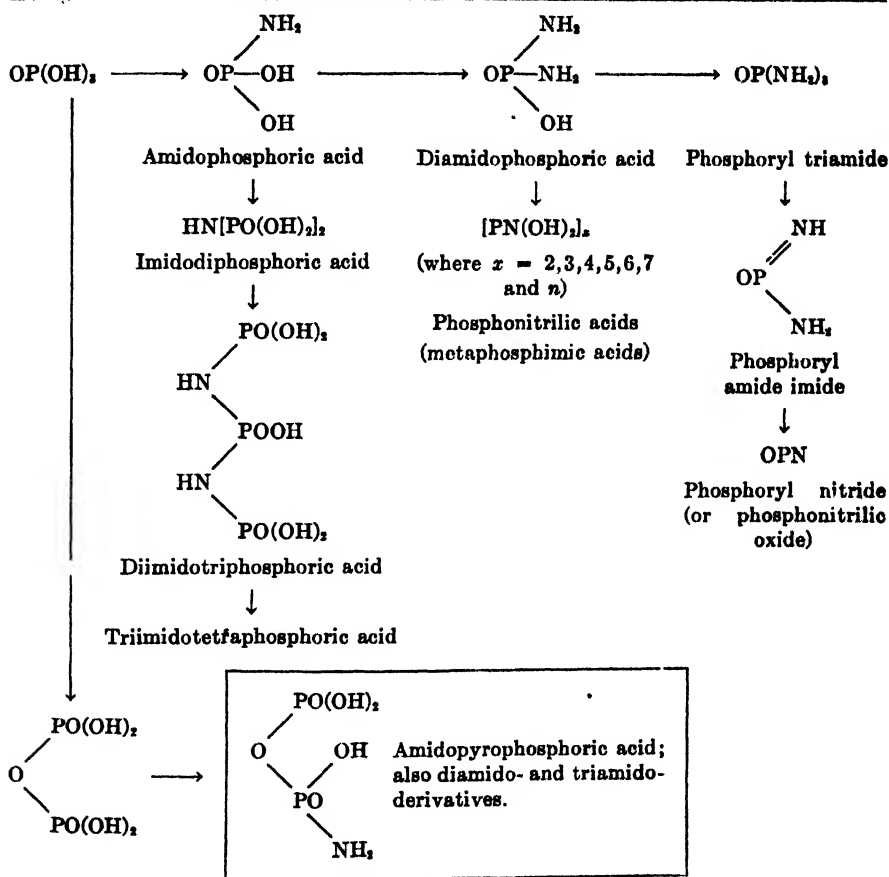 NH₂
OP(OH)₃ → OP—OH → OP—NH₂ → OP(NH₂)₃
OH
OH
Amidophosphoric acid
Diamidophosphoric acid
Phosphoryl triamide
↓
↓
↓
HN[PO(OH)₂]₂
[PN(OH)₂]ₓ
NH
Imidodiphosphoric acid
(where x = 2,3,4,5,6,7
and n)
OP
↓
Phosphonitrilic acids
(metaphosphimic acids)
NH₂
PO(OH)₂
Phosphoryl
amide imide
HN
↓
POOH
OPN
HN
Phosphoryl nitride
(or phosphonitrilic
oxide)
PO(OH)₂
Diimidotriphosphoric acid
↓
Triimidotetraphosphoric acid
PO(OH)₂
O →
PO(OH)₂
PO(OH)₂
O
OH
PO
NH₂
Amidopyrophosphoric acid;
also diamido- and triamido-
derivatives.